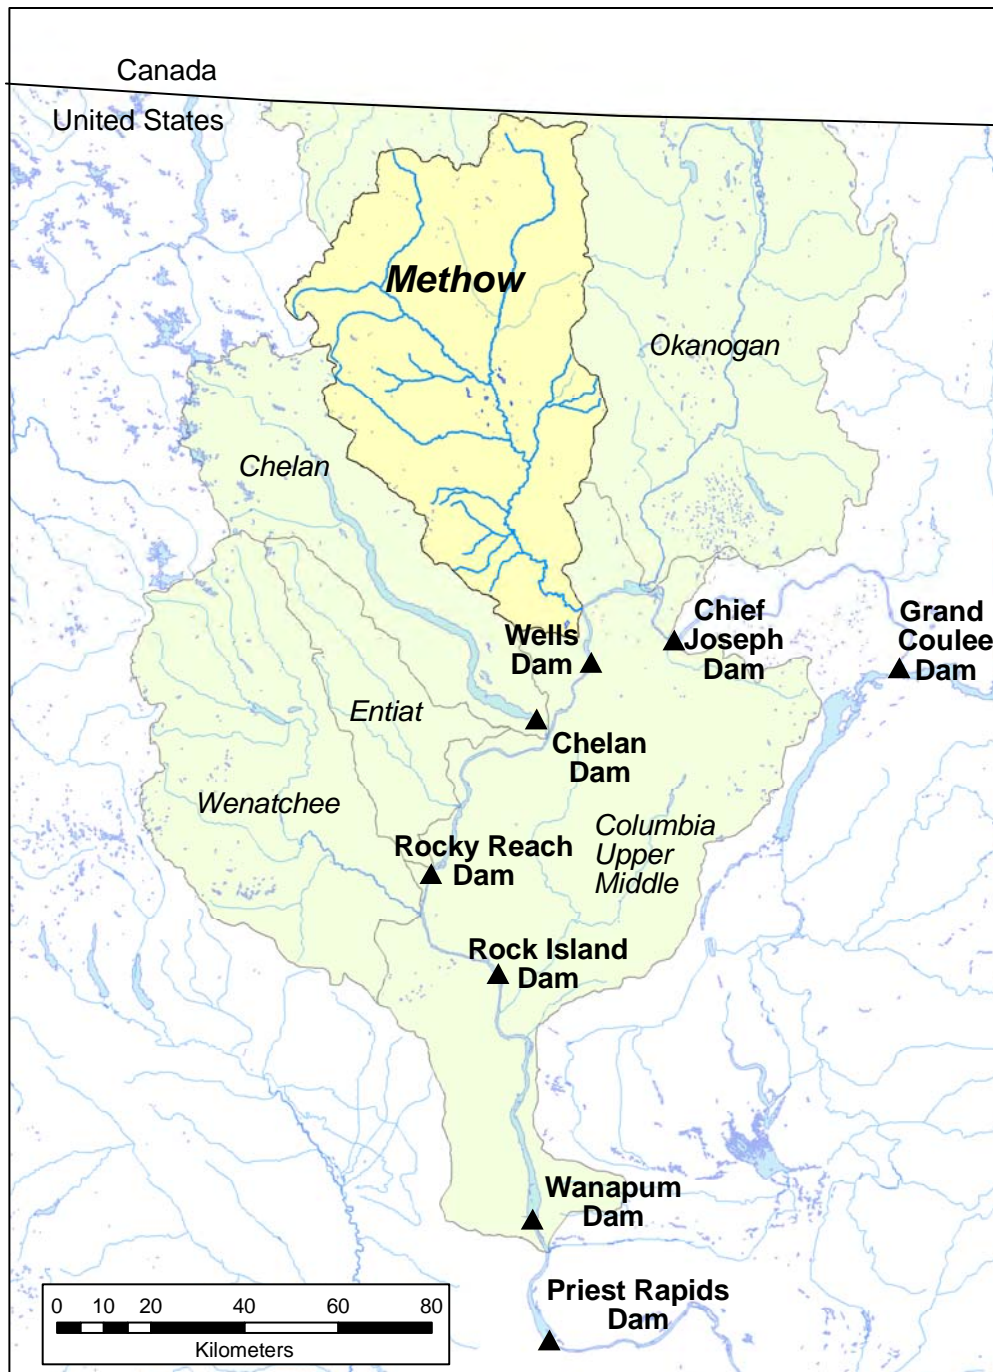 Canada
United States
Methow
Okanogan
Chelan
Chief
Joseph
Dam
Grand
Coulee
Dam
Wells
Dam
Entiat
Chelan
Dam
Wenatchee
Columbia
Upper
Middle
Rocky Reach
Dam
Rock Island
Dam
Wanapum
Dam
Priest Rapids
Dam
0 10 20 40 60 80
Kilometers